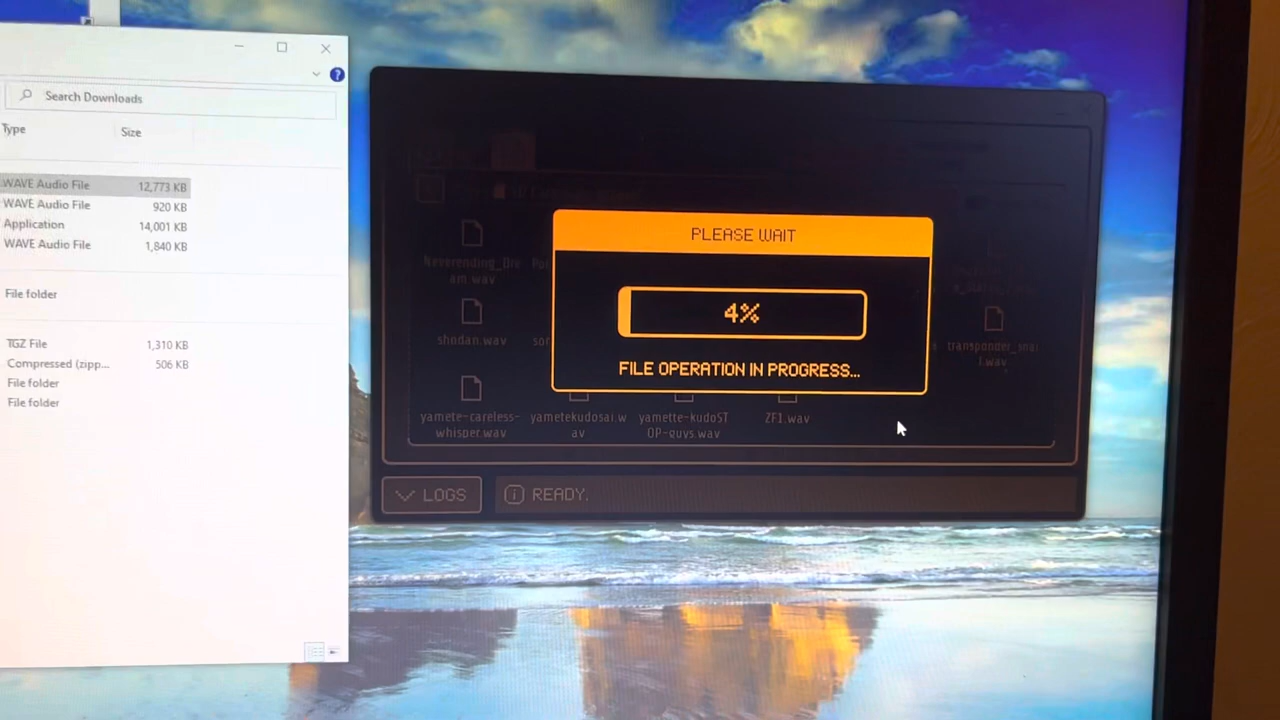 Search Downloads
Type Size
WAVE Audio File 12,773 KB
WAVE Audio File 920 KB
Application 14,001 KB
WAVE Audio File 1,840 KB
File folder
TGZ File 1,310 KB
Compressed (zipp... 506 KB
File folder
File folder
PLEASE WAIT
4%
FILE OPERATION IN PROGRESS...
Neverending_Dre
am.wav
shodan.wav
transponder_snai
l.wav
yamete-careless-
whisper.wav
yametekudosai.w
av
yamette-kudoST
OP-guys.wav
ZF1.wav
LOGS
READY.